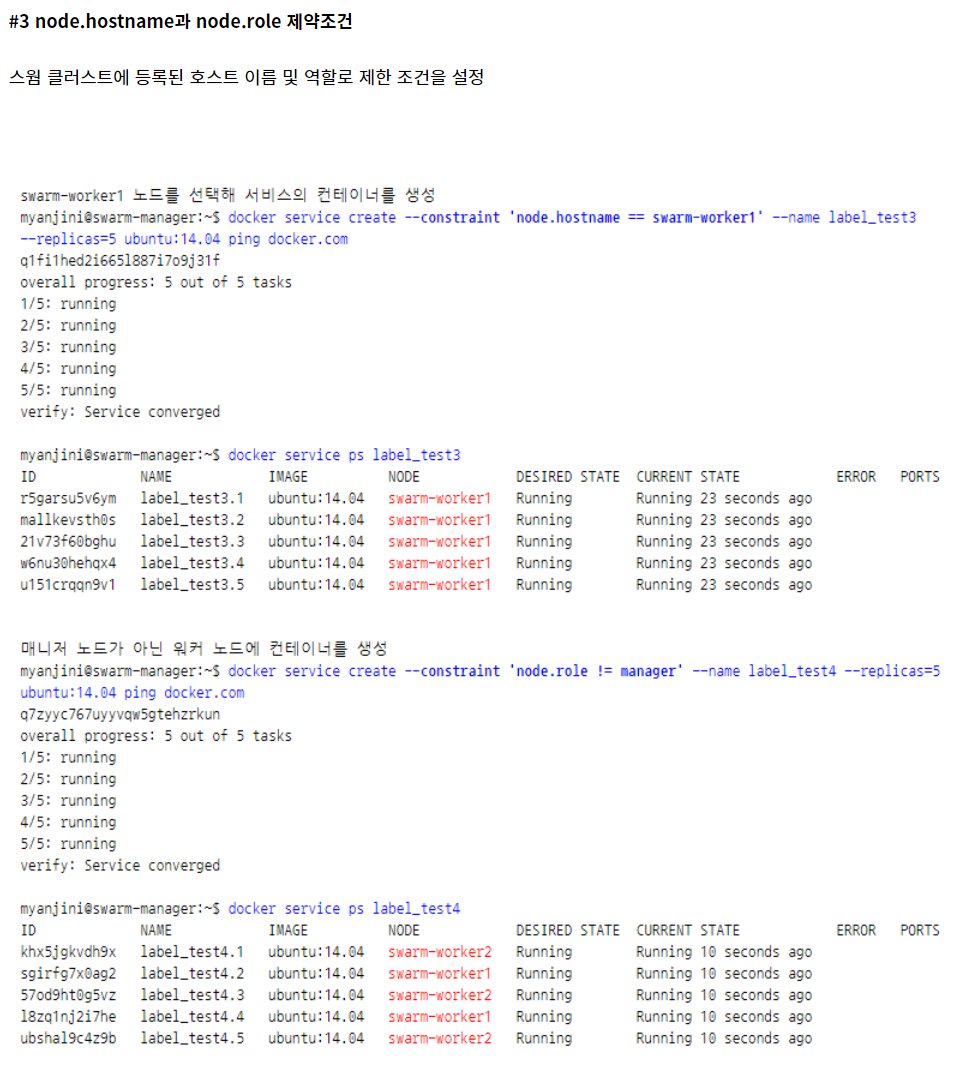 #3 node.hostname과 node.role 제약조건
스웜 클러스트에 등록된 호스트 이름 및 역할로 제한 조건을 설정
swarm-worker1 노드를 선택해 서비스의 컨테이너를 생성
myanjini@swarm-manager:~$ docker service create --constraint 'node.hostname == swarm-worker1' --name label_test3
--replicas=5 ubuntu:14.04 ping docker.com
q1fi1hed2i665l887i7o9j31f
overall progress: 5 out of 5 tasks
1/5: running
2/5: running
3/5: running
4/5: running
5/5: running
verify: Service converged
myanjini@swarm-manager:~$ docker service ps label_test3
ID NAME IMAGE NODE DESIRED STATE CURRENT STATE ERROR PORTS
r5garsu5v6ym label_test3.1 ubuntu:14.04 swarm-worker1 Running Running 23 seconds ago
mallkevsth0s label_test3.2 ubuntu:14.04 swarm-worker1 Running Running 23 seconds ago
21v73f60bghu label_test3.3 ubuntu:14.04 swarm-worker1 Running Running 23 seconds ago
w6nu30hehqx4 label_test3.4 ubuntu:14.04 swarm-worker1 Running Running 23 seconds ago
u151crqqn9v1 label_test3.5 ubuntu:14.04 swarm-worker1 Running Running 23 seconds ago
매니저 노드가 아닌 워커 노드에 컨테이너를 생성
myanjini@swarm-manager:~$ docker service create --constraint 'node.role != manager' --name label_test4 --replicas=5
ubuntu:14.04 ping docker.com
q7zyyc767uyyvqw5gtehzrkun
overall progress: 5 out of 5 tasks
1/5: running
2/5: running
3/5: running
4/5: running
5/5: running
verify: Service converged
myanjini@swarm-manager:~$ docker service ps label_test4
ID NAME IMAGE NODE DESIRED STATE CURRENT STATE ERROR PORTS
khx5jgkvdh9x label_test4.1 ubuntu:14.04 swarm-worker2 Running Running 10 seconds ago
sgirfg7x0ag2 label_test4.2 ubuntu:14.04 swarm-worker1 Running Running 10 seconds ago
57od9ht0g5vz label_test4.3 ubuntu:14.04 swarm-worker2 Running Running 10 seconds ago
l8zq1nj2i7he label_test4.4 ubuntu:14.04 swarm-worker1 Running Running 10 seconds ago
ubshal9c4z9b label_test4.5 ubuntu:14.04 swarm-worker2 Running Running 10 seconds ago